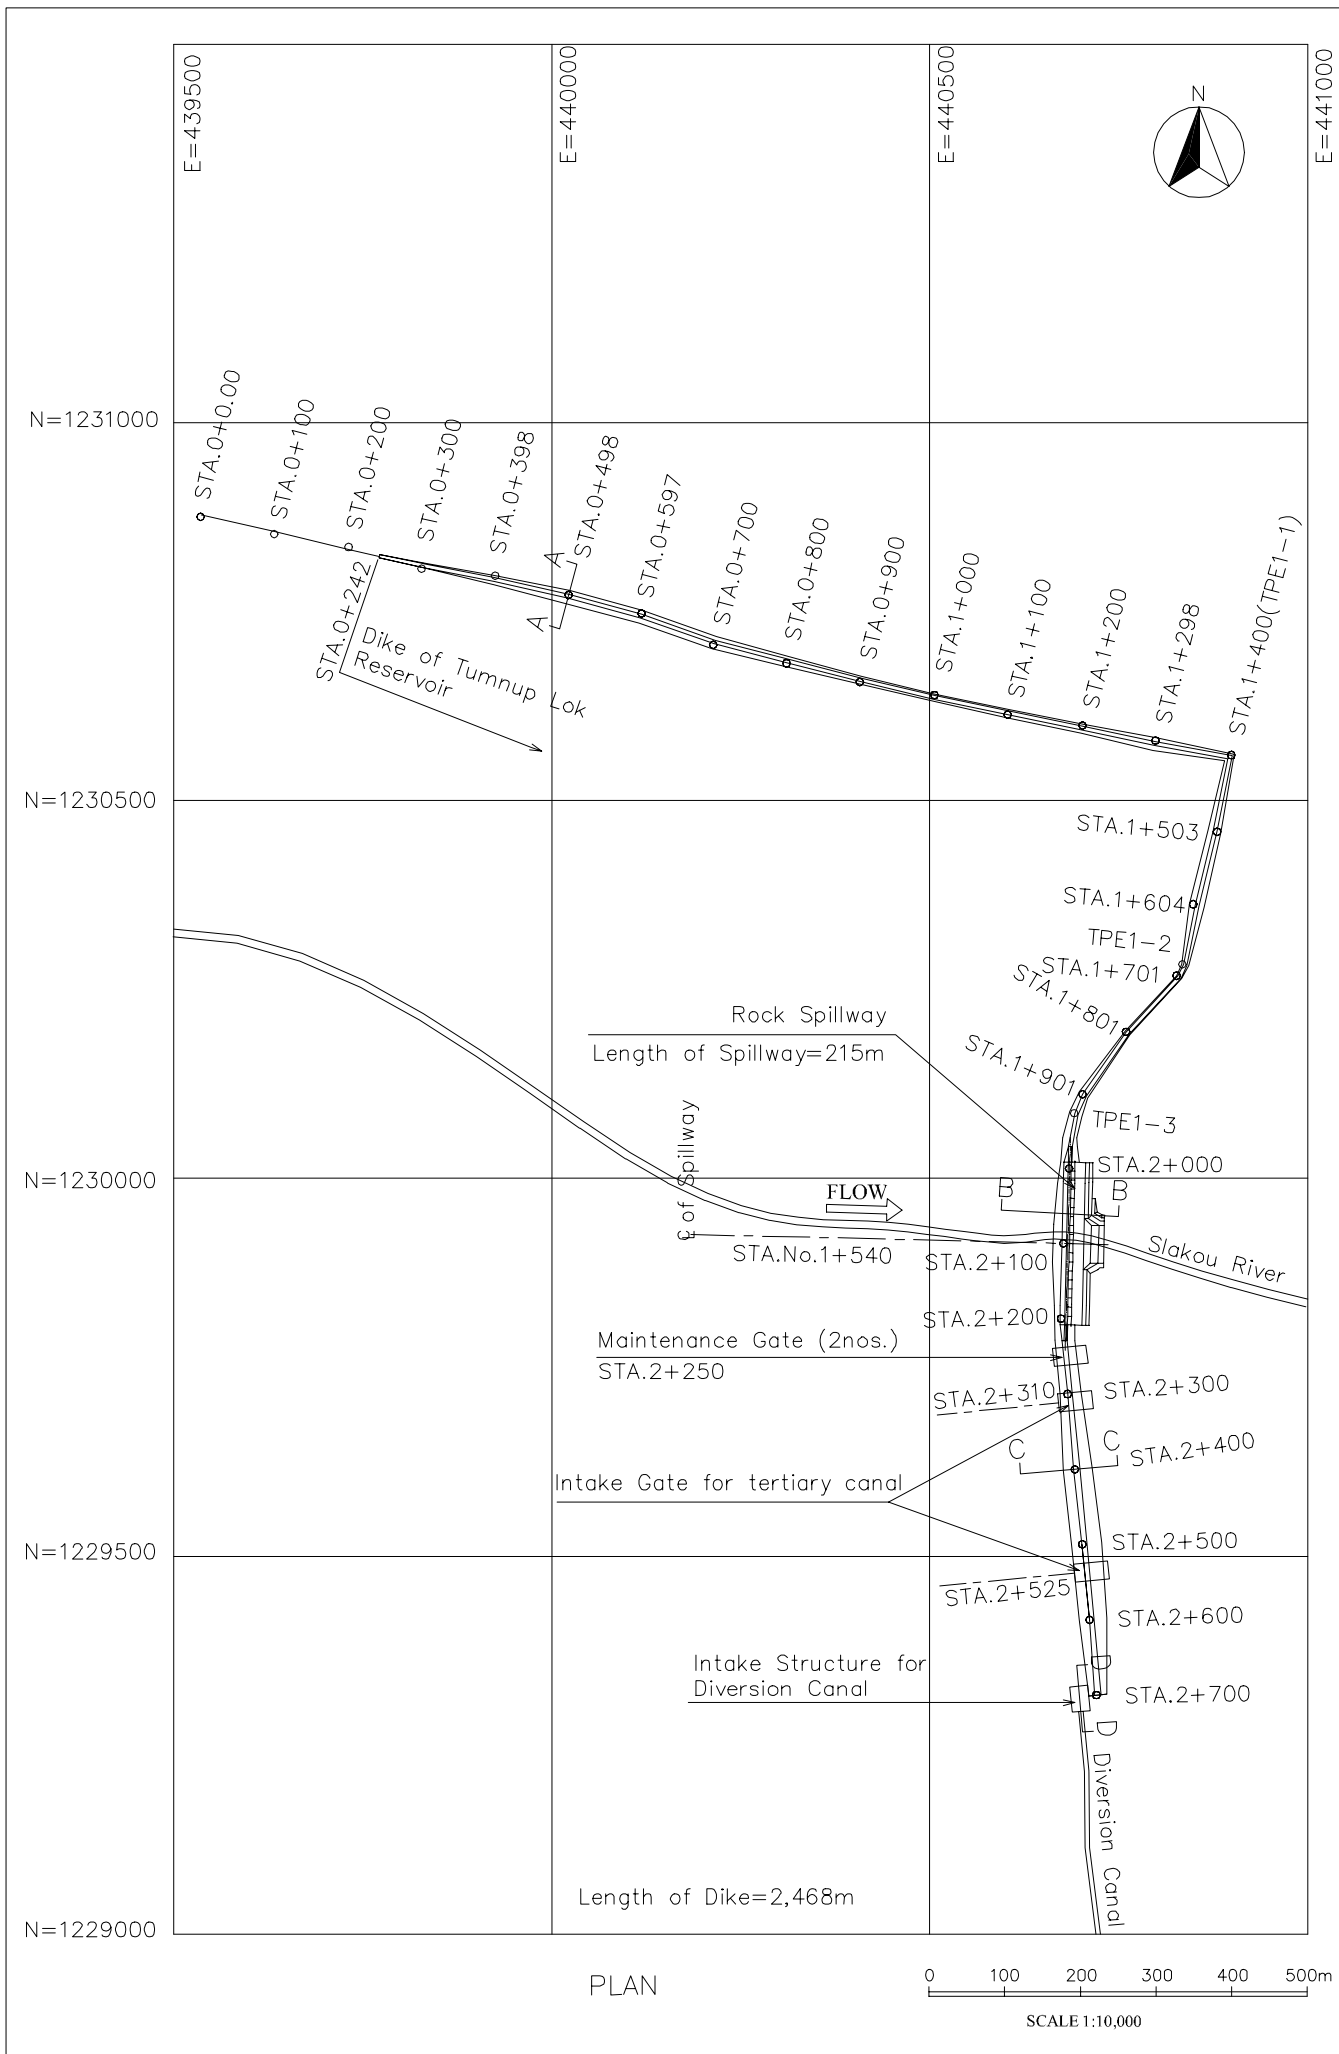 E=439500
E=440000
E=440500
E=441000
N
N=1231000
STA.0+0.00
STA.0+100
STA.0+200
STA.0+300
STA.0+398
STA.0+498
STA.0+597
STA.0+700
STA.0+800
STA.0+900
STA.1+000
STA.1+100
STA.1+200
STA.1+298
STA.1+400(TPE1-1)
A
A
STA.0+242
Dike of Tumnup Lok
Reservoir
N=1230500
STA.1+503
STA.1+604
TPE1-2
STA.1+701
STA.1+801
Rock Spillway
Length of Spillway=215m
STA.1+901
TPE1-3
STA.2+000
N=1230000
B
B
FLOW
℄ of Spillway
STA.No.1+540
STA.2+100
Slakou River
STA.2+200
Maintenance Gate (2nos.)
STA.2+250
STA.2+310
STA.2+300
C
C
STA.2+400
Intake Gate for tertiary canal
STA.2+500
N=1229500
STA.2+525
STA.2+600
Intake Structure for
Diversion Canal
D
STA.2+700
D
Diversion Canal
Length of Dike=2,468m
N=1229000
PLAN
0 100 200 300 400 500m
SCALE 1:10,000